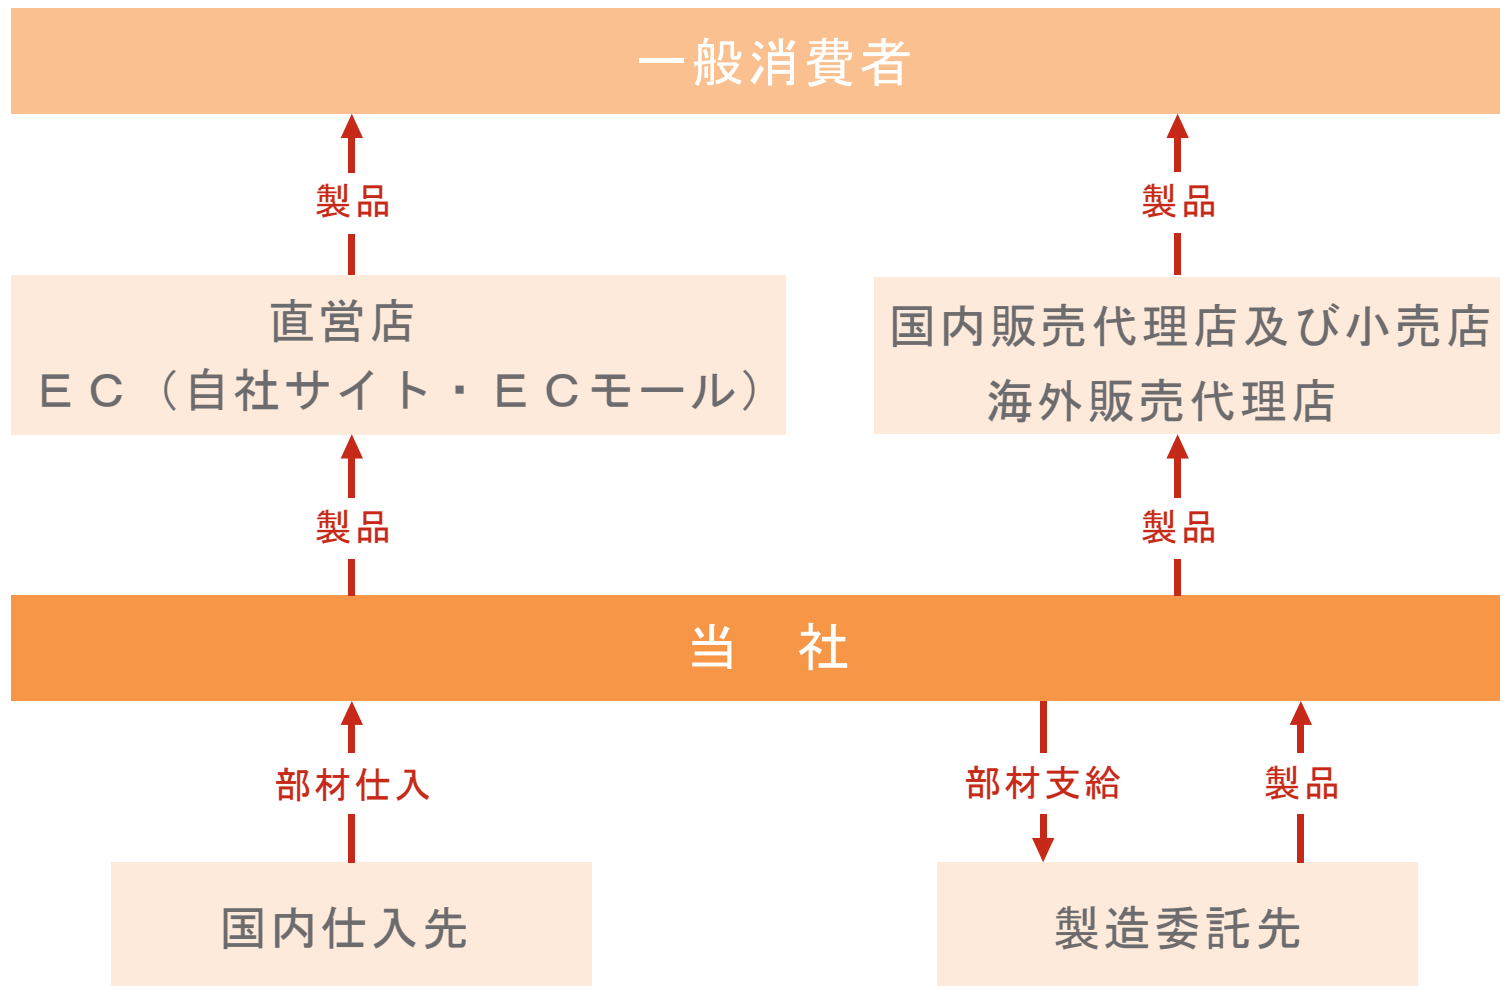 一般消費者
製品
製品
直営店
ＥＣ（自社サイト・ＥＣモール）
国内販売代理店及び小売店
海外販売代理店
製品
製品
当　社
部材仕入
部材支給
製品
国内仕入先
製造委託先